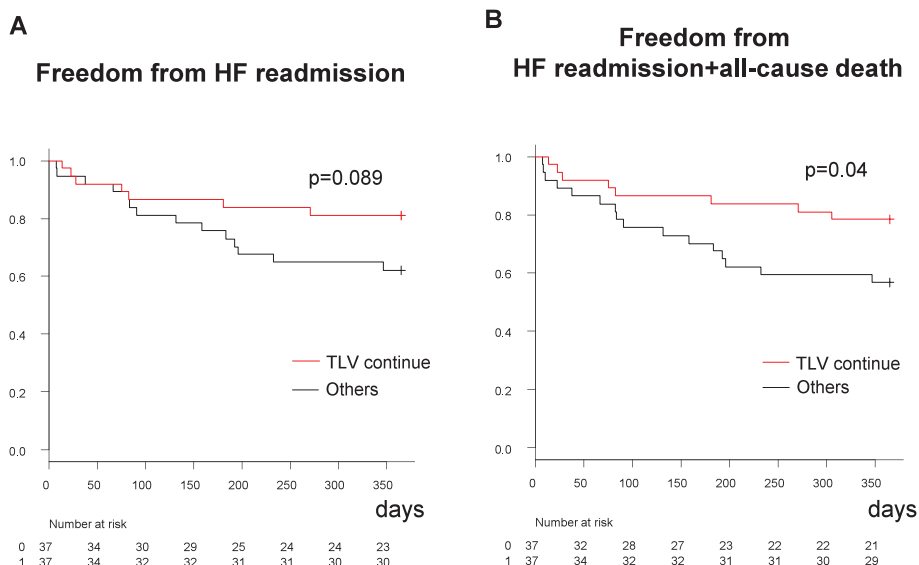 A
Freedom from HF readmission
1.0
0.8
0.6
0.4
0.2
0.0
p=0.089
TLV continue
Others
0 50 100 150 200 250 300 350
days
Number at risk
0 37 34 30 29 25 24 24 23
1 37 34 32 32 31 31 30 30
B
Freedom from
HF readmission+all-cause death
1.0
0.8
0.6
0.4
0.2
0.0
p=0.04
TLV continue
Others
0 50 100 150 200 250 300 350
days
Number at risk
0 37 32 28 27 23 22 22 21
1 37 34 32 32 31 31 30 29